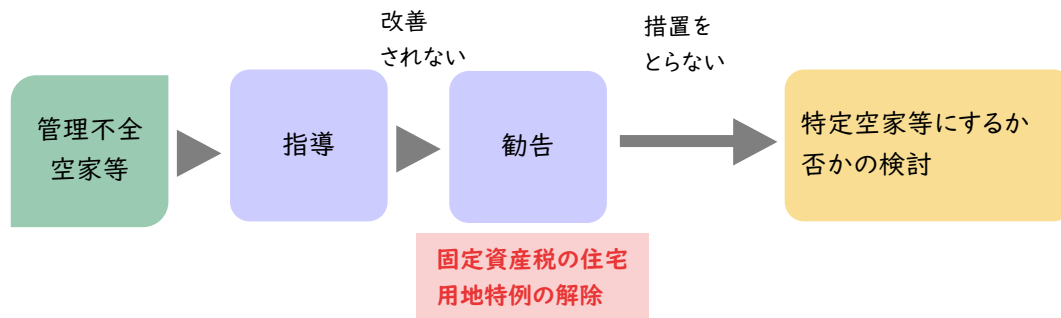 改善
されない
措置を
とらない
管理不全
空家等
指導
勧告
特定空家等にするか
否かの検討
固定資産税の住宅
用地特例の解除